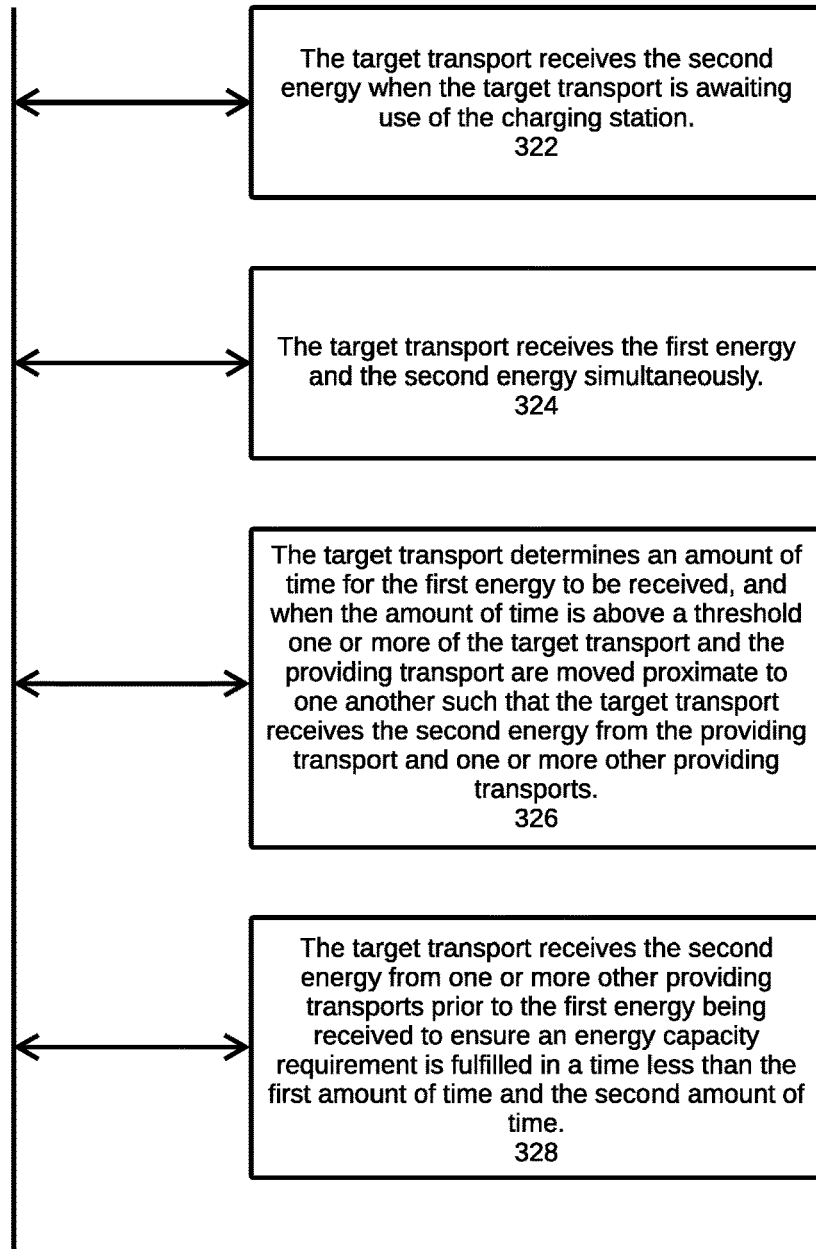 The target transport receives the second
energy when the target transport is awaiting
use of the charging station.
322
The target transport receives the first energy
and the second energy simultaneously.
324
The target transport determines an amount of
time for the first energy to be received, and
when the amount of time is above a threshold
one or more of the target transport and the
providing transport are moved proximate to
one another such that the target transport
receives the second energy from the providing
transport and one or more other providing
transports.
326
The target transport receives the second
energy from one or more other providing
transports prior to the first energy being
received to ensure an energy capacity
requirement is fulfilled in a time less than the
first amount of time and the second amount of
time.
328